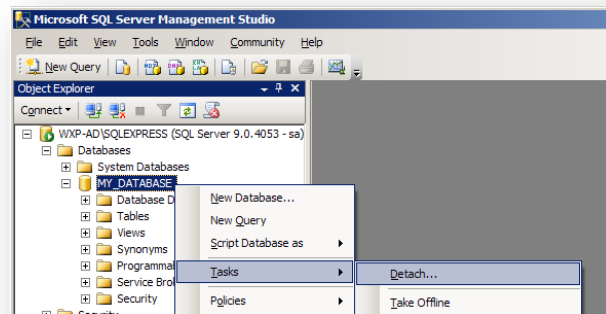 Microsoft SQL Server Management Studio
File Edit View Tools Window Community Help
New Query
Object Explorer
Connect
WXP-AD\SQLEXPRESS (SQL Server 9.0.4053 - sa)
Databases
System Databases
MY_DATABASE
Database D
New Database...
Tables
New Query
Views
Synonyms
Script Database as
Programmal
Tasks
Detach...
Service Brol
Security
Policies
Take Offline
Security